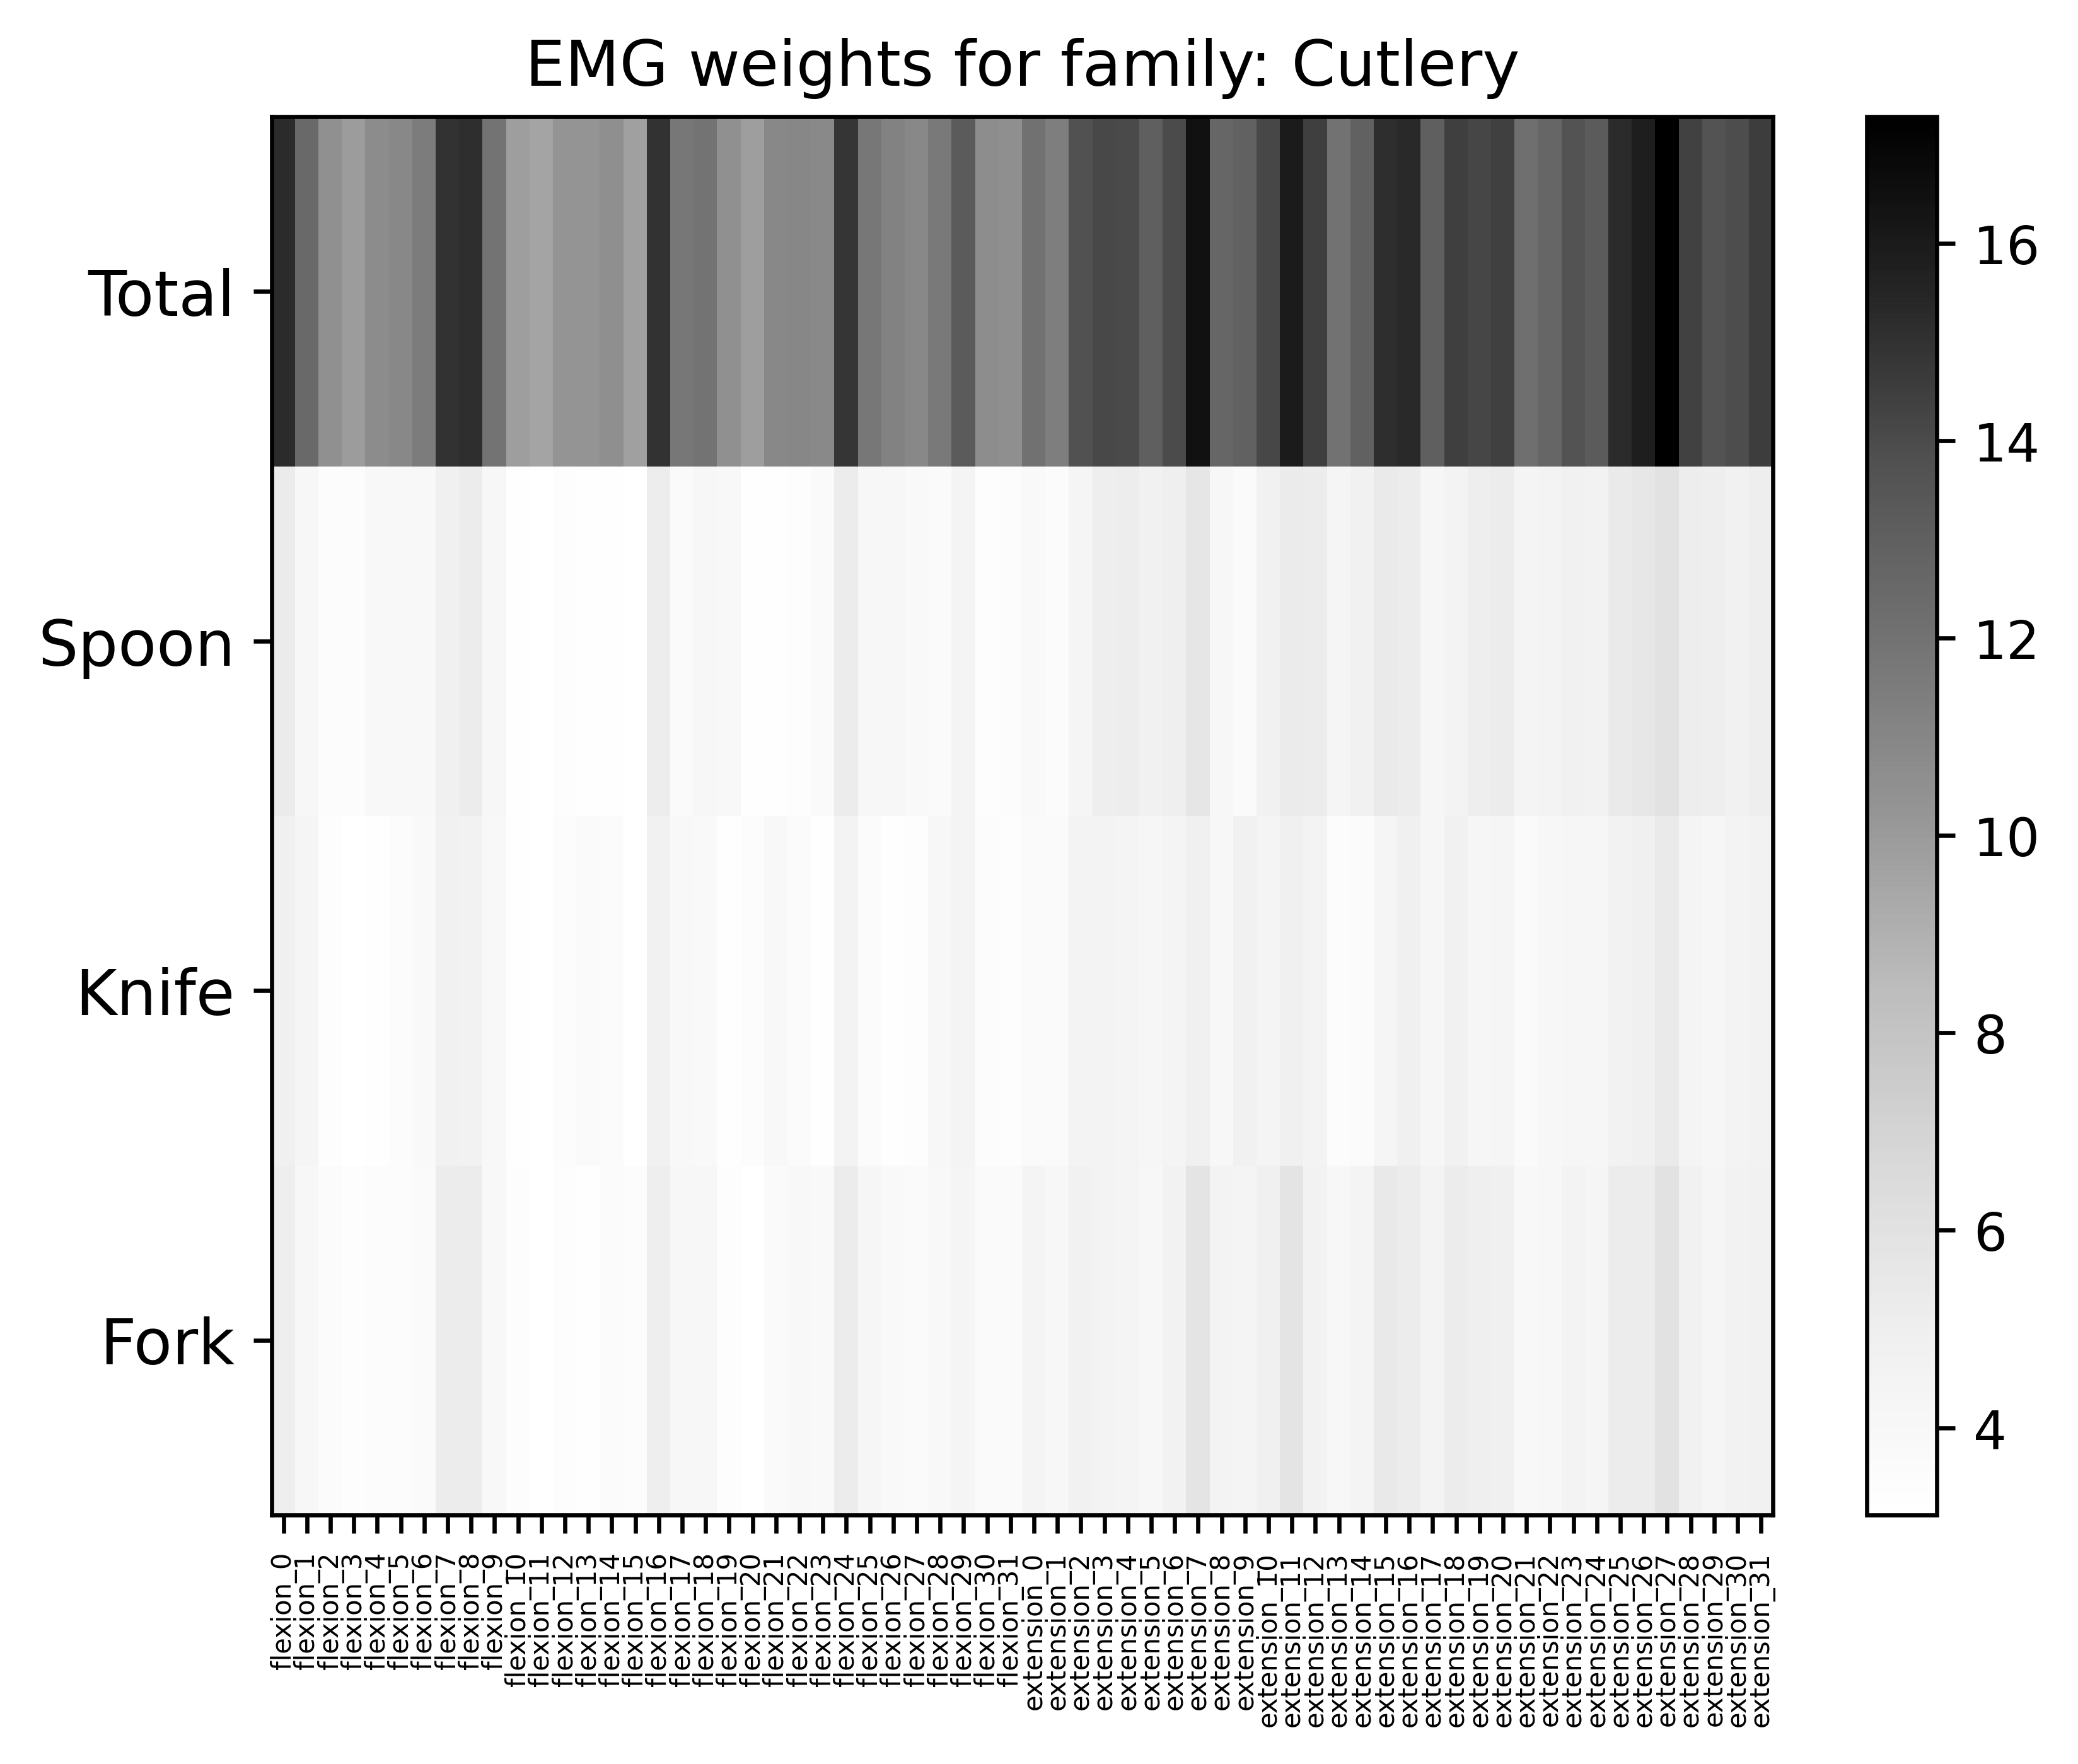 EMG weights for family: Cutlery
Total
Spoon
Knife
Fork
16
14
12
10
8
6
4
flexion_0
flexion_1
flexion_2
flexion_3
flexion_4
flexion_5
flexion_6
flexion_7
flexion_8
flexion_9
flexion_10
flexion_11
flexion_12
flexion_13
flexion_14
flexion_15
flexion_16
flexion_17
flexion_18
flexion_19
flexion_20
flexion_21
flexion_22
flexion_23
flexion_24
flexion_25
flexion_26
flexion_27
flexion_28
flexion_29
flexion_30
flexion_31
extension_0
extension_1
extension_2
extension_3
extension_4
extension_5
extension_6
extension_7
extension_8
extension_9
extension_10
extension_11
extension_12
extension_13
extension_14
extension_15
extension_16
extension_17
extension_18
extension_19
extension_20
extension_21
extension_22
extension_23
extension_24
extension_25
extension_26
extension_27
extension_28
extension_29
extension_30
extension_31